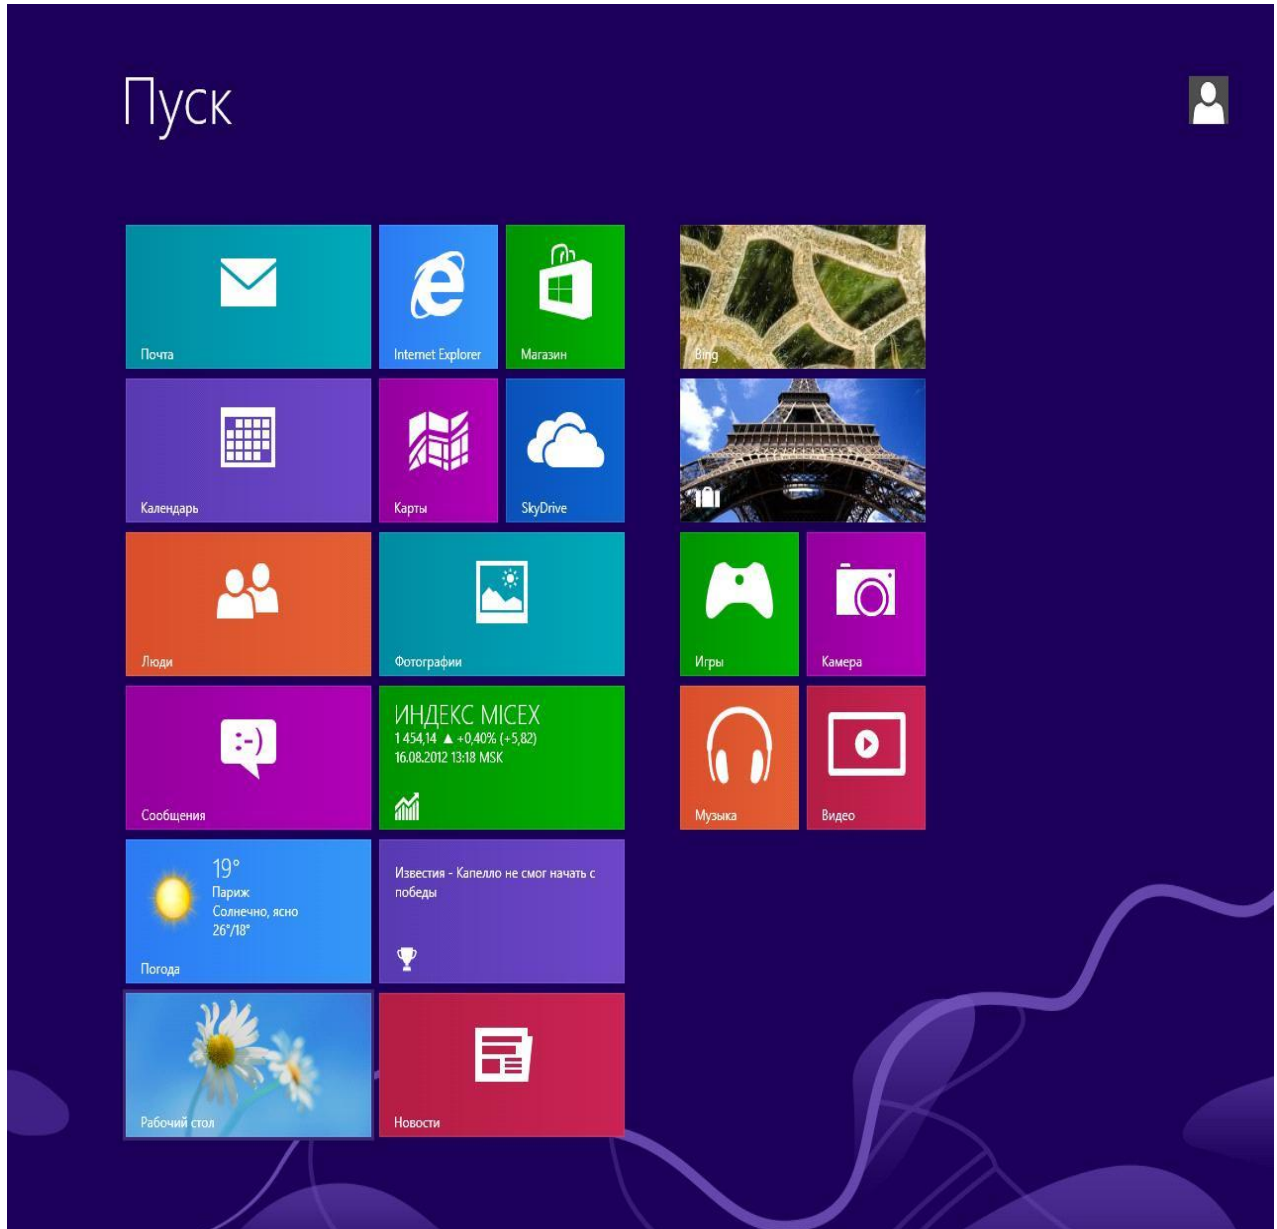 Пуск
Почта
Internet Explorer
Магазин
Bing
Календарь
Карты
SkyDrive
Люди
Фотографии
Игры
Камера
Сообщения
:-)
ИНДЕКС MICEX
1 454,14 ▲ +0,40% (+5,82)
16.08.2012 13:18 MSK
Музыка
Видео
19°
Париж
Солнечно, ясно
26°/18°
Погода
Известия - Капелло не смог начать с
победы
Рабочий стол
Новости